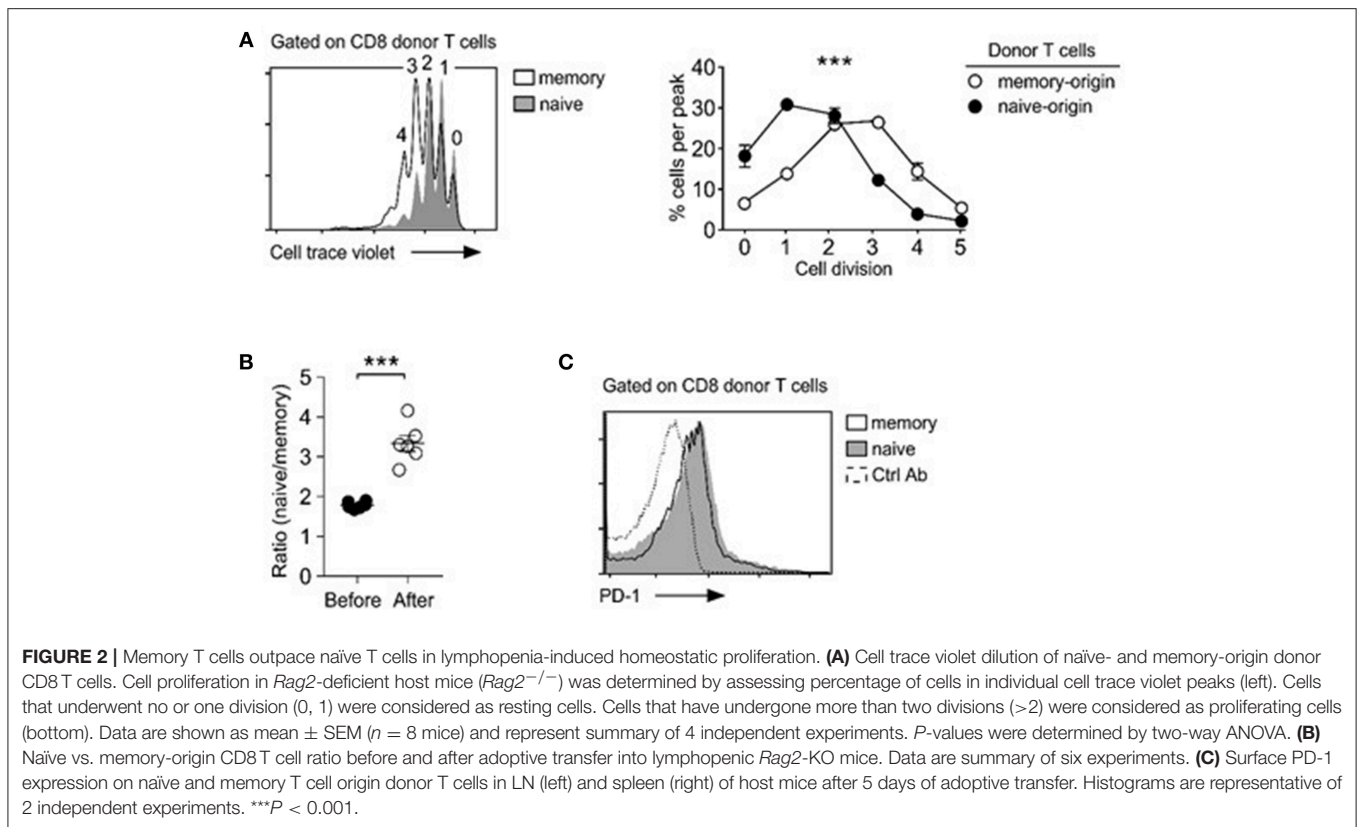 A
Gated on CD8 donor T cells
3 2 1
4
0
memory
naive
Cell trace violet
Donor T cells
memory-origin
naive-origin
***
% cells per peak
40
30
20
10
0
0 1 2 3 4 5
Cell division
B
***
Ratio (naive/memory)
5
4
3
2
1
0
Before After
C
Gated on CD8 donor T cells
memory
naive
Ctrl Ab
PD-1
FIGURE 2 | Memory T cells outpace naïve T cells in lymphopenia-induced homeostatic proliferation. (A) Cell trace violet dilution of naïve- and memory-origin donor
CD8 T cells. Cell proliferation in Rag2-deficient host mice (Rag2−/−) was determined by assessing percentage of cells in individual cell trace violet peaks (left). Cells
that underwent no or one division (0, 1) were considered as resting cells. Cells that have undergone more than two divisions (>2) were considered as proliferating cells
(bottom). Data are shown as mean ± SEM (n = 8 mice) and represent summary of 4 independent experiments. P-values were determined by two-way ANOVA. (B)
Naïve vs. memory-origin CD8 T cell ratio before and after adoptive transfer into lymphopenic Rag2-KO mice. Data are summary of six experiments. (C) Surface PD-1
expression on naïve and memory T cell origin donor T cells in LN (left) and spleen (right) of host mice after 5 days of adoptive transfer. Histograms are representative of
2 independent experiments. ***P < 0.001.